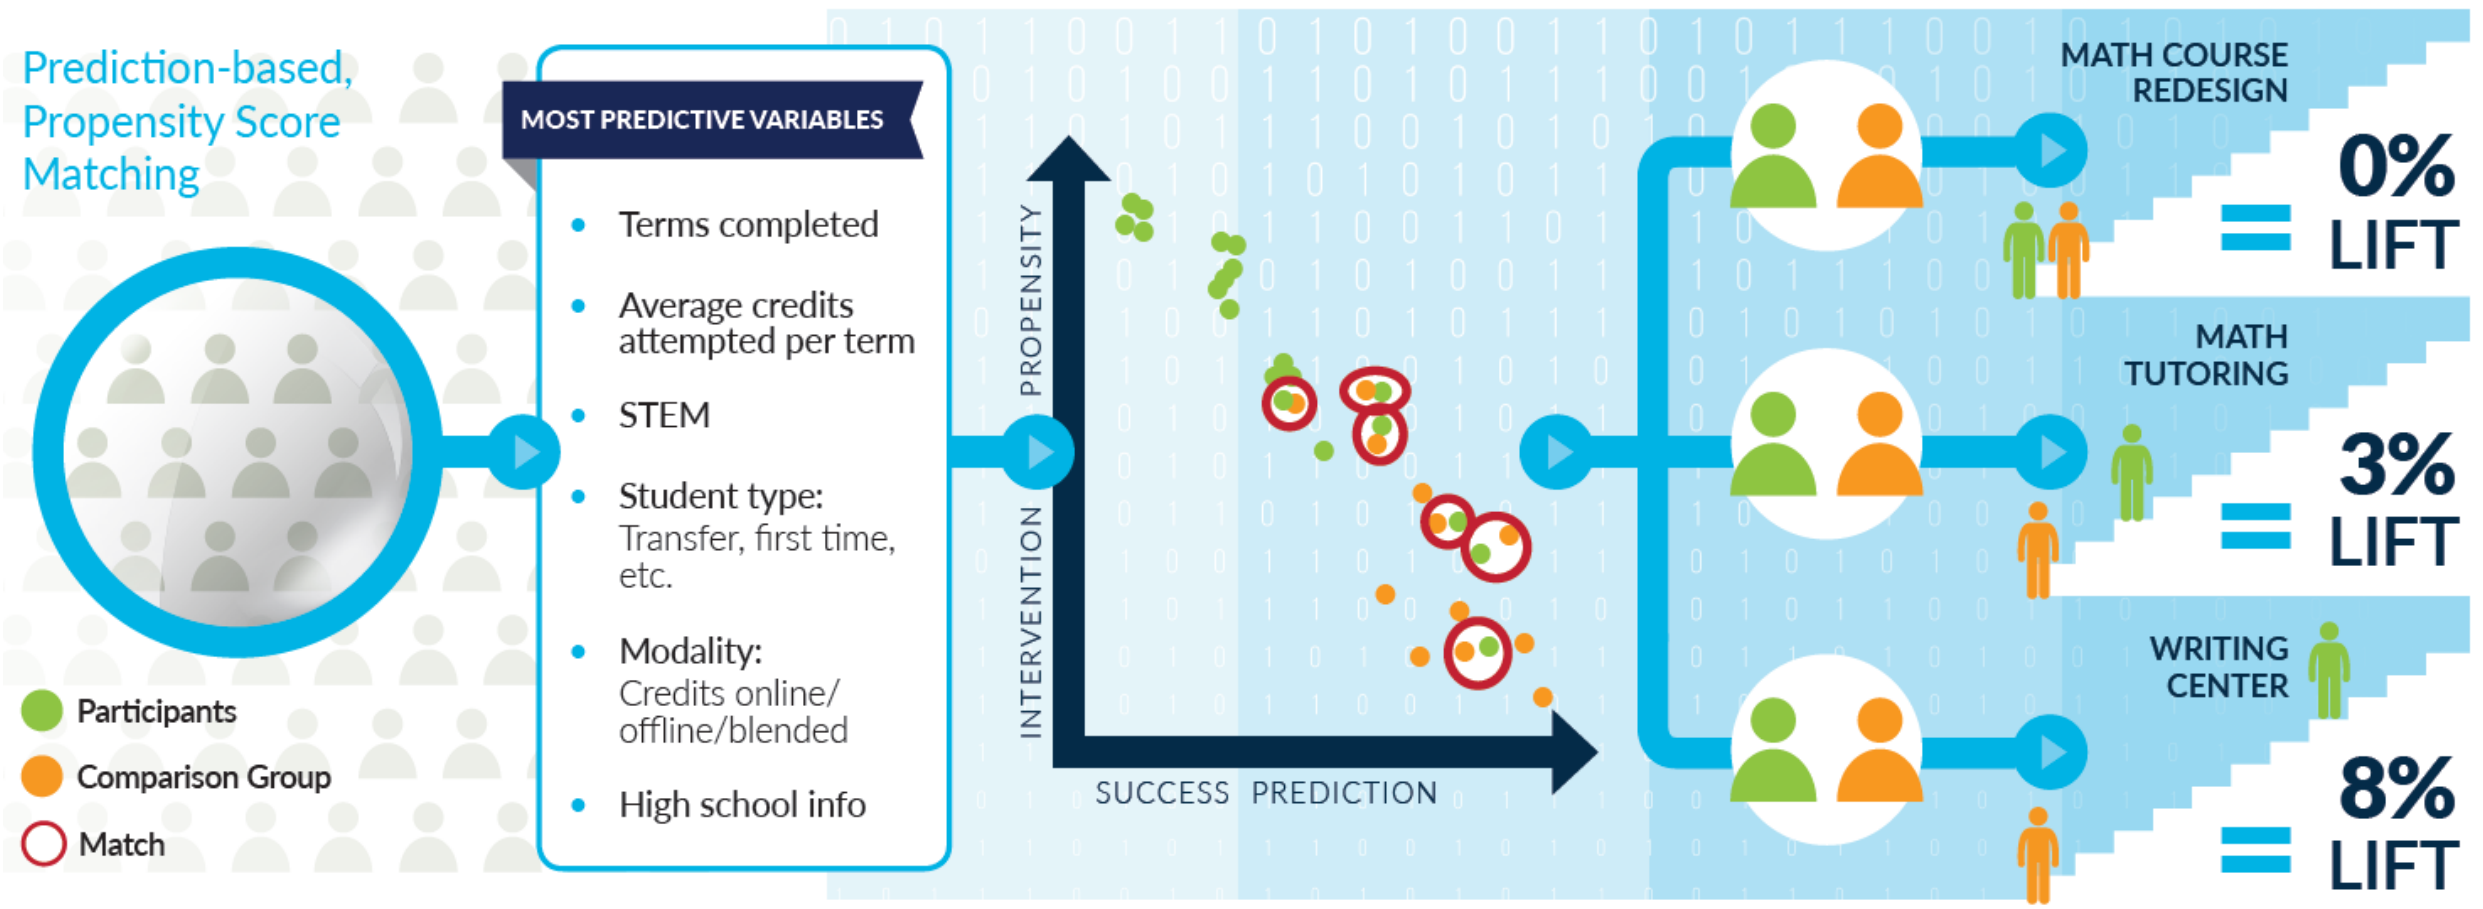 Prediction-based,
Propensity Score
Matching
Participants
Comparison Group
Match
MOST PREDICTIVE VARIABLES
Terms completed
Average credits
attempted per term
STEM
Student type:
Transfer, first time,
etc.
Modality:
Credits online/
offline/blended
High school info
INTERVENTION PROPENSITY
SUCCESS PREDICTION
MATH COURSE
REDESIGN
=
0%
LIFT
MATH
TUTORING
=
3%
LIFT
WRITING
CENTER
=
8%
LIFT